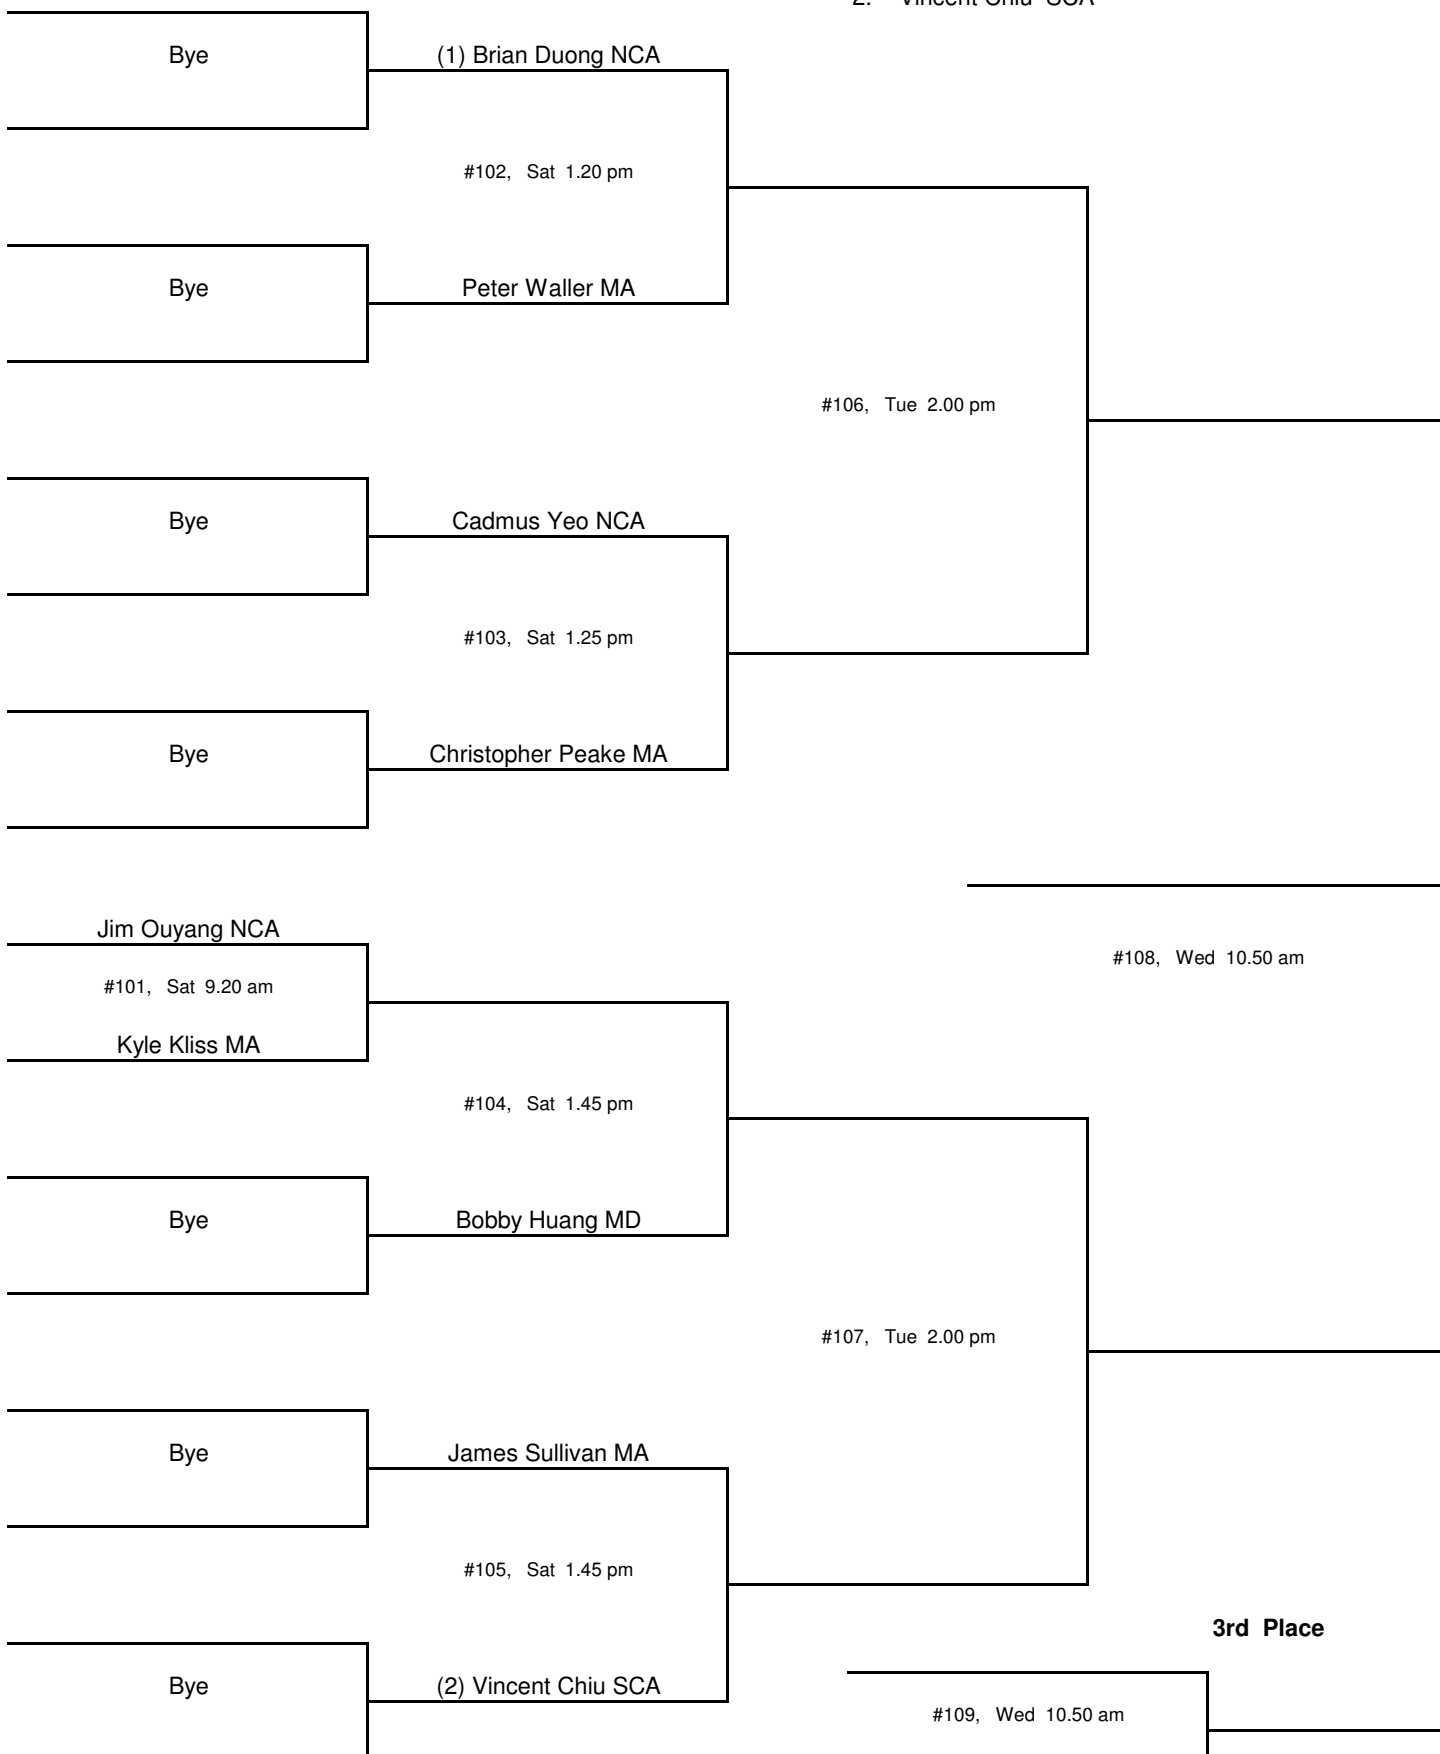 2. Vincent Chiu SCA
Bye
(1) Brian Duong NCA
#102, Sat 1.20 pm
Bye
Peter Waller MA
#106, Tue 2.00 pm
Bye
Cadmus Yeo NCA
#103, Sat 1.25 pm
Bye
Christopher Peake MA
Jim Ouyang NCA
#108, Wed 10.50 am
#101, Sat 9.20 am
Kyle Kliss MA
#104, Sat 1.45 pm
Bye
Bobby Huang MD
#107, Tue 2.00 pm
Bye
James Sullivan MA
#105, Sat 1.45 pm
3rd Place
Bye
(2) Vincent Chiu SCA
#109, Wed 10.50 am